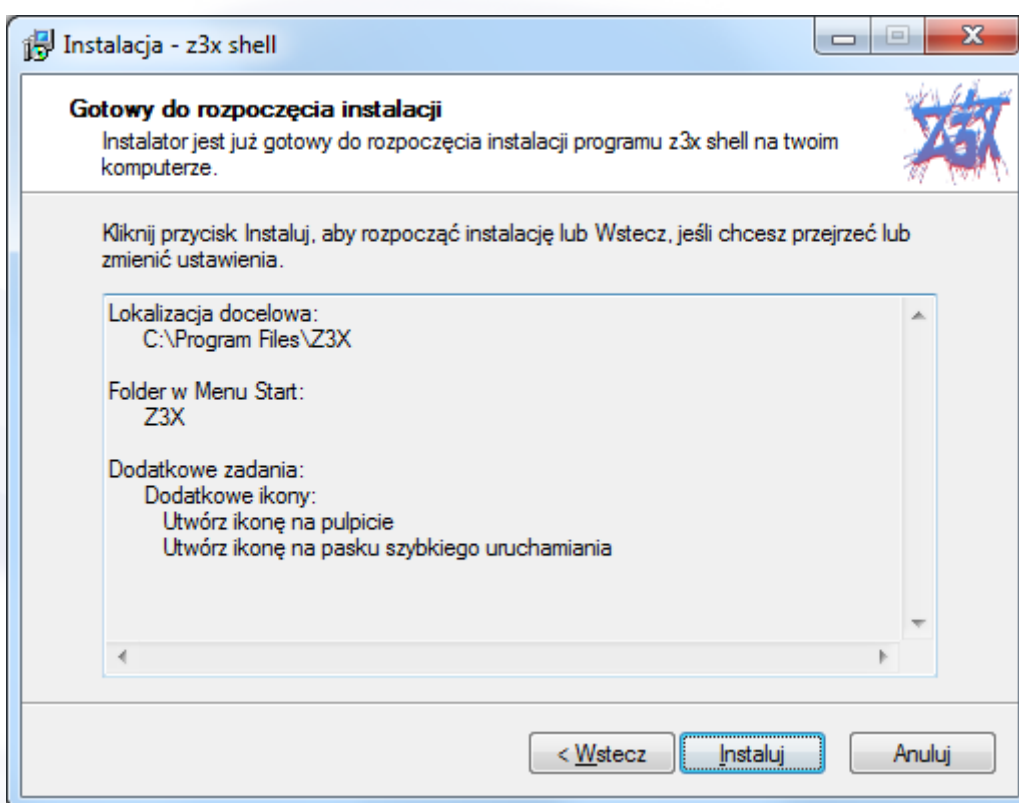 Instalacja - z3x shell
Gotowy do rozpoczęcia instalacji
Instalator jest już gotowy do rozpoczęcia instalacji programu z3x shell na twoim
komputerze.
Z3X
Kliknij przycisk Instaluj, aby rozpocząć instalację lub Wstecz, jeśli chcesz przejrzeć lub
zmienić ustawienia.
Lokalizacja docelowa:
C:\Program Files\Z3X
Folder w Menu Start:
Z3X
Dodatkowe zadania:
Dodatkowe ikony:
Utwórz ikonę na pulpicie
Utwórz ikonę na pasku szybkiego uruchamiania
< Wstecz
Instaluj
Anuluj